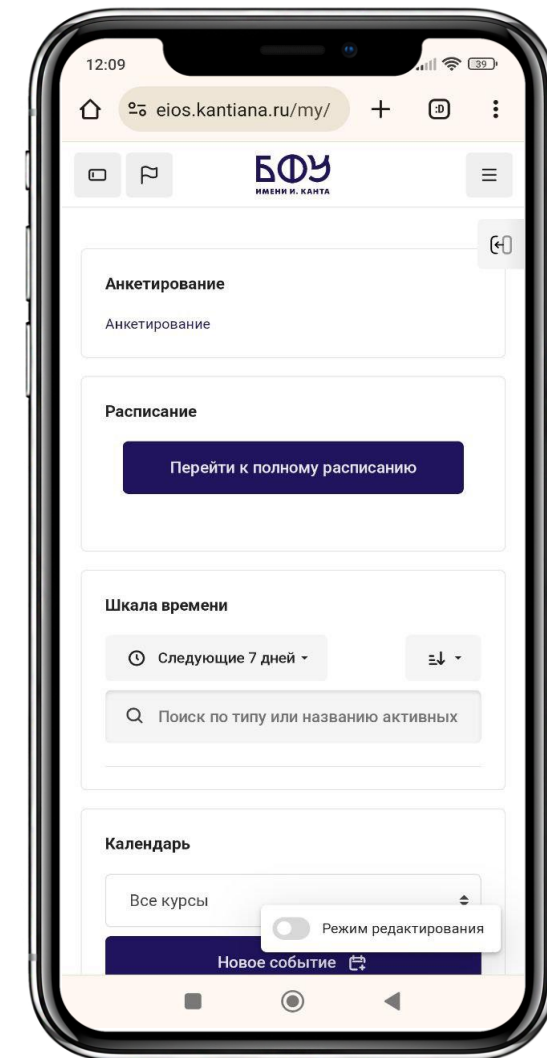 12:09
39
eios.kantiana.ru/my/
:D
БФУ
ИМЕНИ И. КАНТА
Анкетирование
Анкетирование
Расписание
Перейти к полному расписанию
Шкала времени
Следующие 7 дней
Поиск по типу или названию активных
Календарь
Все курсы
Режим редактирования
Новое событие